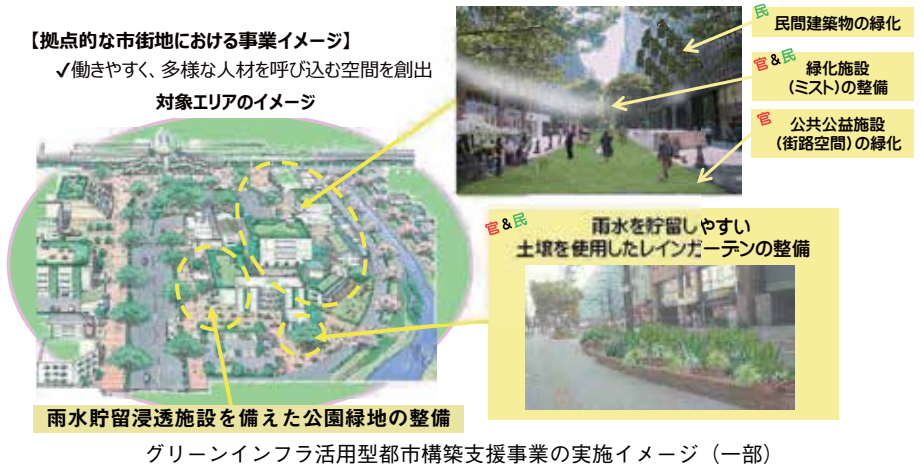 【拠点的な市街地における事業イメージ】
✓働きやすく、多様な人材を呼び込む空間を創出
対象エリアのイメージ
民
民間建築物の緑化
官&民
緑化施設
(ミスト)の整備
官
公共公益施設
(街路空間)の緑化
官&民
雨水を貯留しやすい
土壌を使用したレインガーデンの整備
雨水貯留浸透施設を備えた公園緑地の整備
グリーンインフラ活用型都市構築支援事業の実施イメージ(一部)